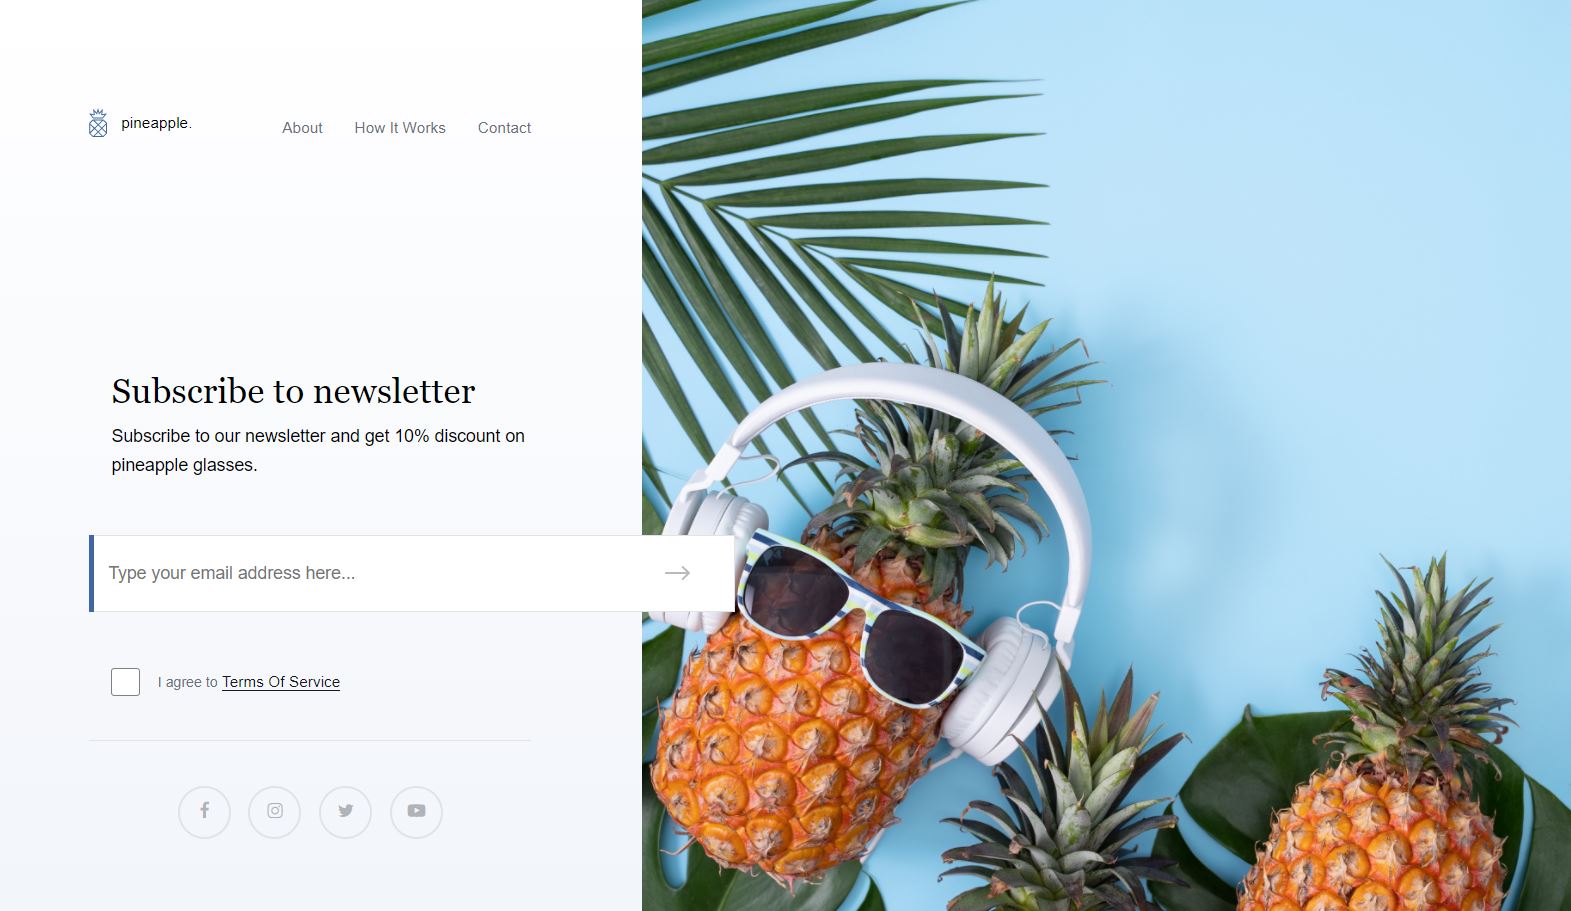 pineapple.
About
How It Works
Contact
Subscribe to newsletter
Subscribe to our newsletter and get 10% discount on
pineapple glasses.
Type your email address here...
I agree to Terms Of Service